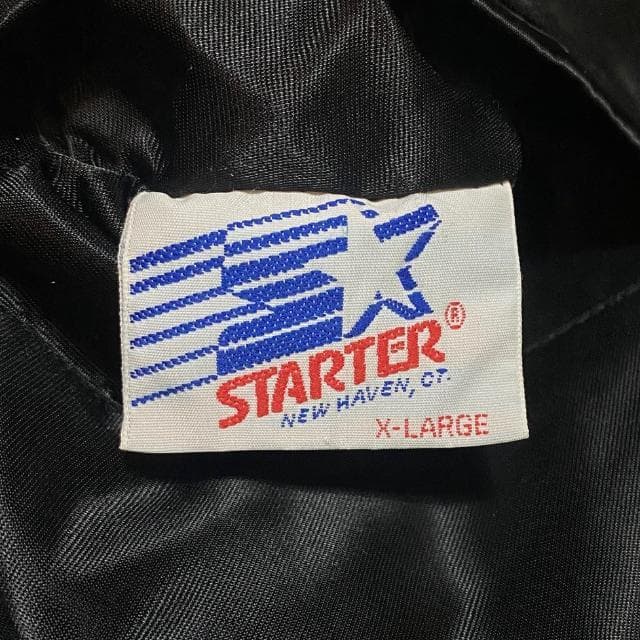 STARTER®
NEW HAVEN, CT.
X-LARGE